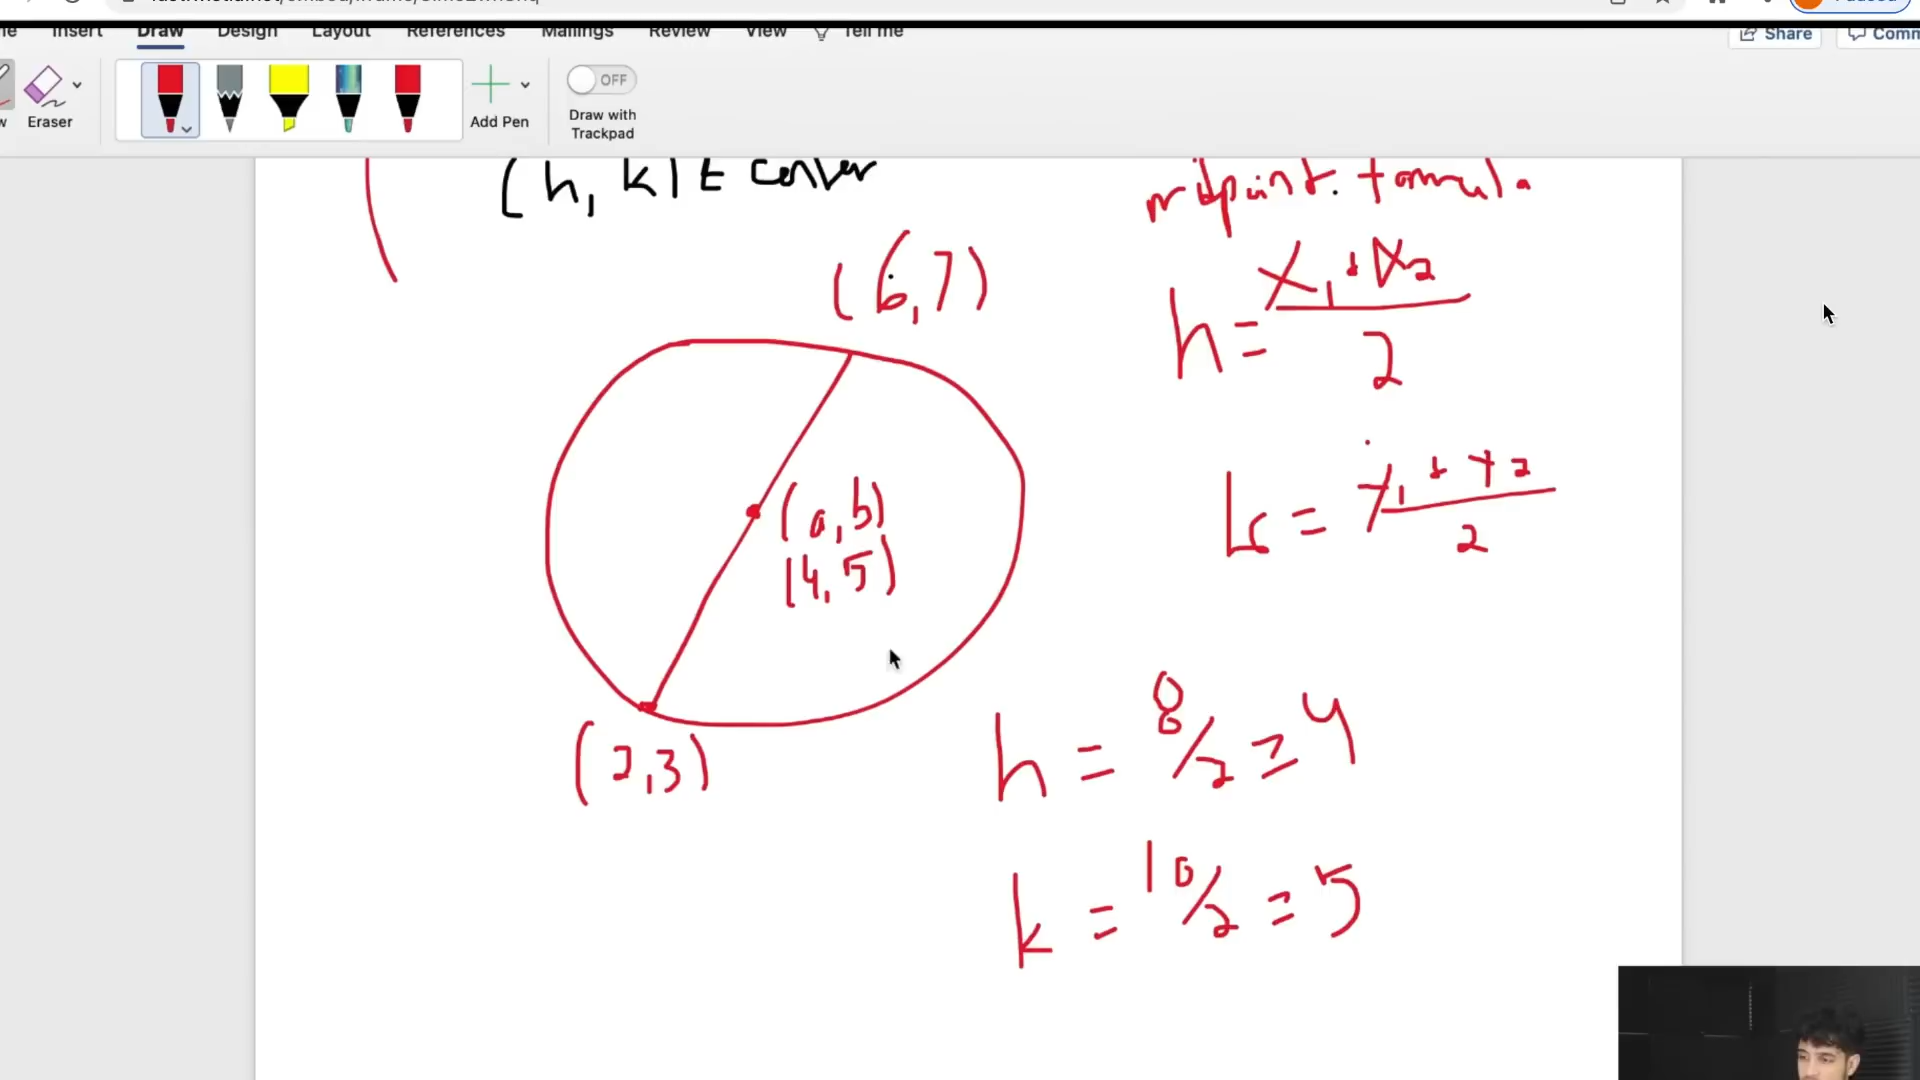 Insert Draw Design Layout References Mailings Review View Tell me
Share
Eraser
Add Pen
OFF
Draw with
Trackpad
(h, k) center
midpoint formula
(6,7)
h = x₁ + x₂ / 2
(a, b)
(4, 5)
k = y₁ + y₂ / 2
(2,3)
h = 8/2 = 4
k = 10/2 = 5